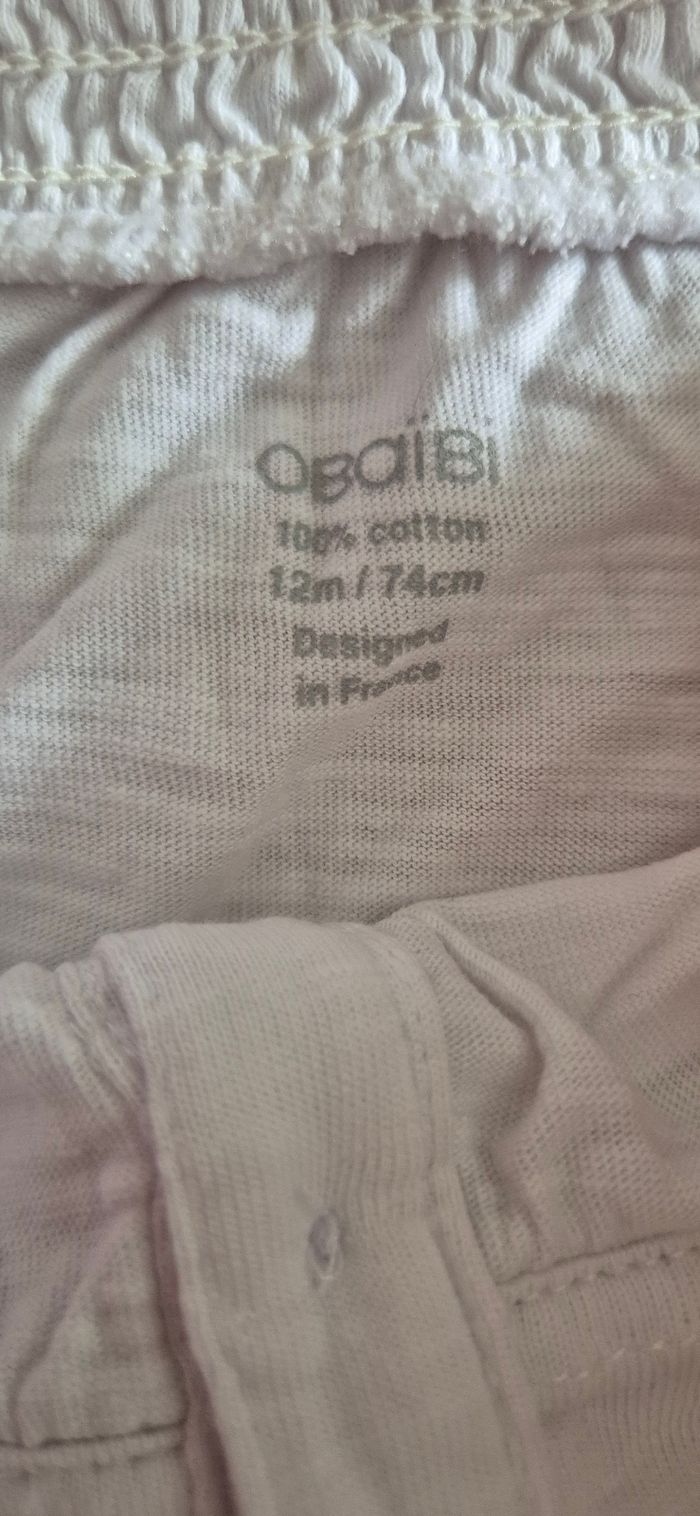 OBaïBi
100% cotton
12m / 74cm
Designed
in France